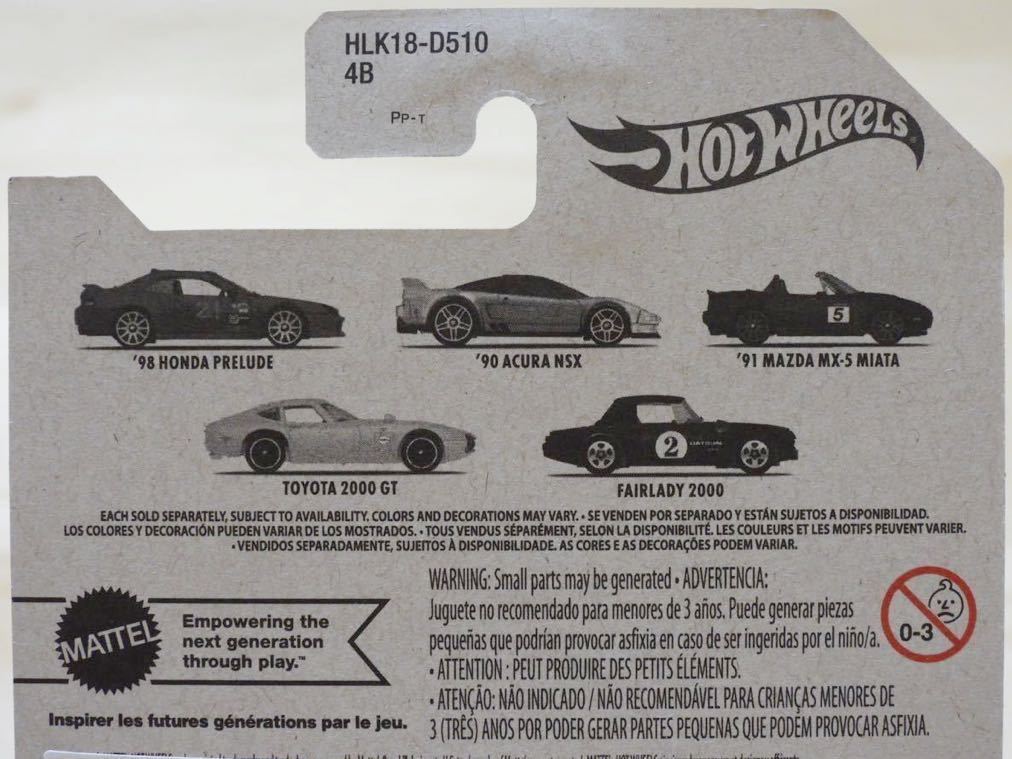 HLK18-D510
4B
PP-T
HOT WHEELS
'98 HONDA PRELUDE
'90 ACURA NSX
5
'91 MAZDA MX-5 MIATA
TOYOTA 2000 GT
2
DATSUN
FAIRLADY 2000
EACH SOLD SEPARATELY, SUBJECT TO AVAILABILITY. COLORS AND DECORATIONS MAY VARY. • SE VENDEN POR SEPARADO Y ESTÁN SUJETOS A DISPONIBILIDAD.
LOS COLORES Y DECORACIÓN PUEDEN VARIAR DE LOS MOSTRADOS. • TOUS VENDUS SÉPARÉMENT, SELON LA DISPONIBILITÉ. LES COULEURS ET LES MOTIFS PEUVENT VARIER.
• VENDIDOS SEPARADAMENTE, SUJEITOS À DISPONIBILIDADE. AS CORES E AS DECORAÇÕES PODEM VARIAR.
MATTEL
Empowering the
next generation
through play.™
Inspirer les futures générations par le jeu.
WARNING: Small parts may be generated • ADVERTENCIA:
Juguete no recomendado para menores de 3 años. Puede generar piezas
pequeñas que podrían provocar asfixia en caso de ser ingeridas por el niño/a.
• ATTENTION : PEUT PRODUIRE DES PETITS ÉLÉMENTS.
• ATENÇÃO: NÃO INDICADO / NÃO RECOMENDÁVEL PARA CRIANÇAS MENORES DE
3 (TRÊS) ANOS POR PODER GERAR PARTES PEQUENAS QUE PODEM PROVOCAR ASFIXIA.
0-3